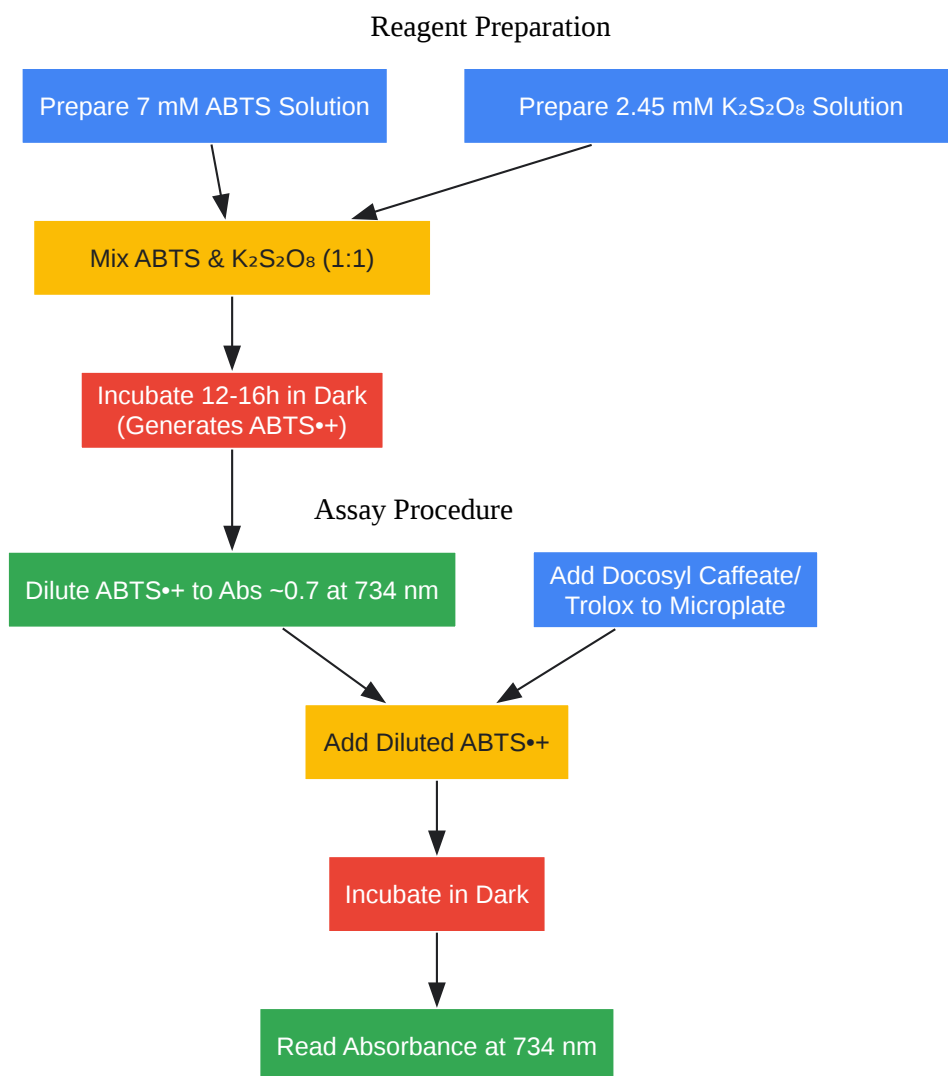 Reagent Preparation
Prepare 7 mM ABTS Solution
Prepare 2.45 mM K₂S₂O₈ Solution
Mix ABTS & K₂S₂O₈ (1:1)
Incubate 12-16h in Dark
(Generates ABTS•+)
Assay Procedure
Dilute ABTS•+ to Abs ~0.7 at 734 nm
Add Docosyl Caffeate/
Trolox to Microplate
Add Diluted ABTS•+
Incubate in Dark
Read Absorbance at 734 nm